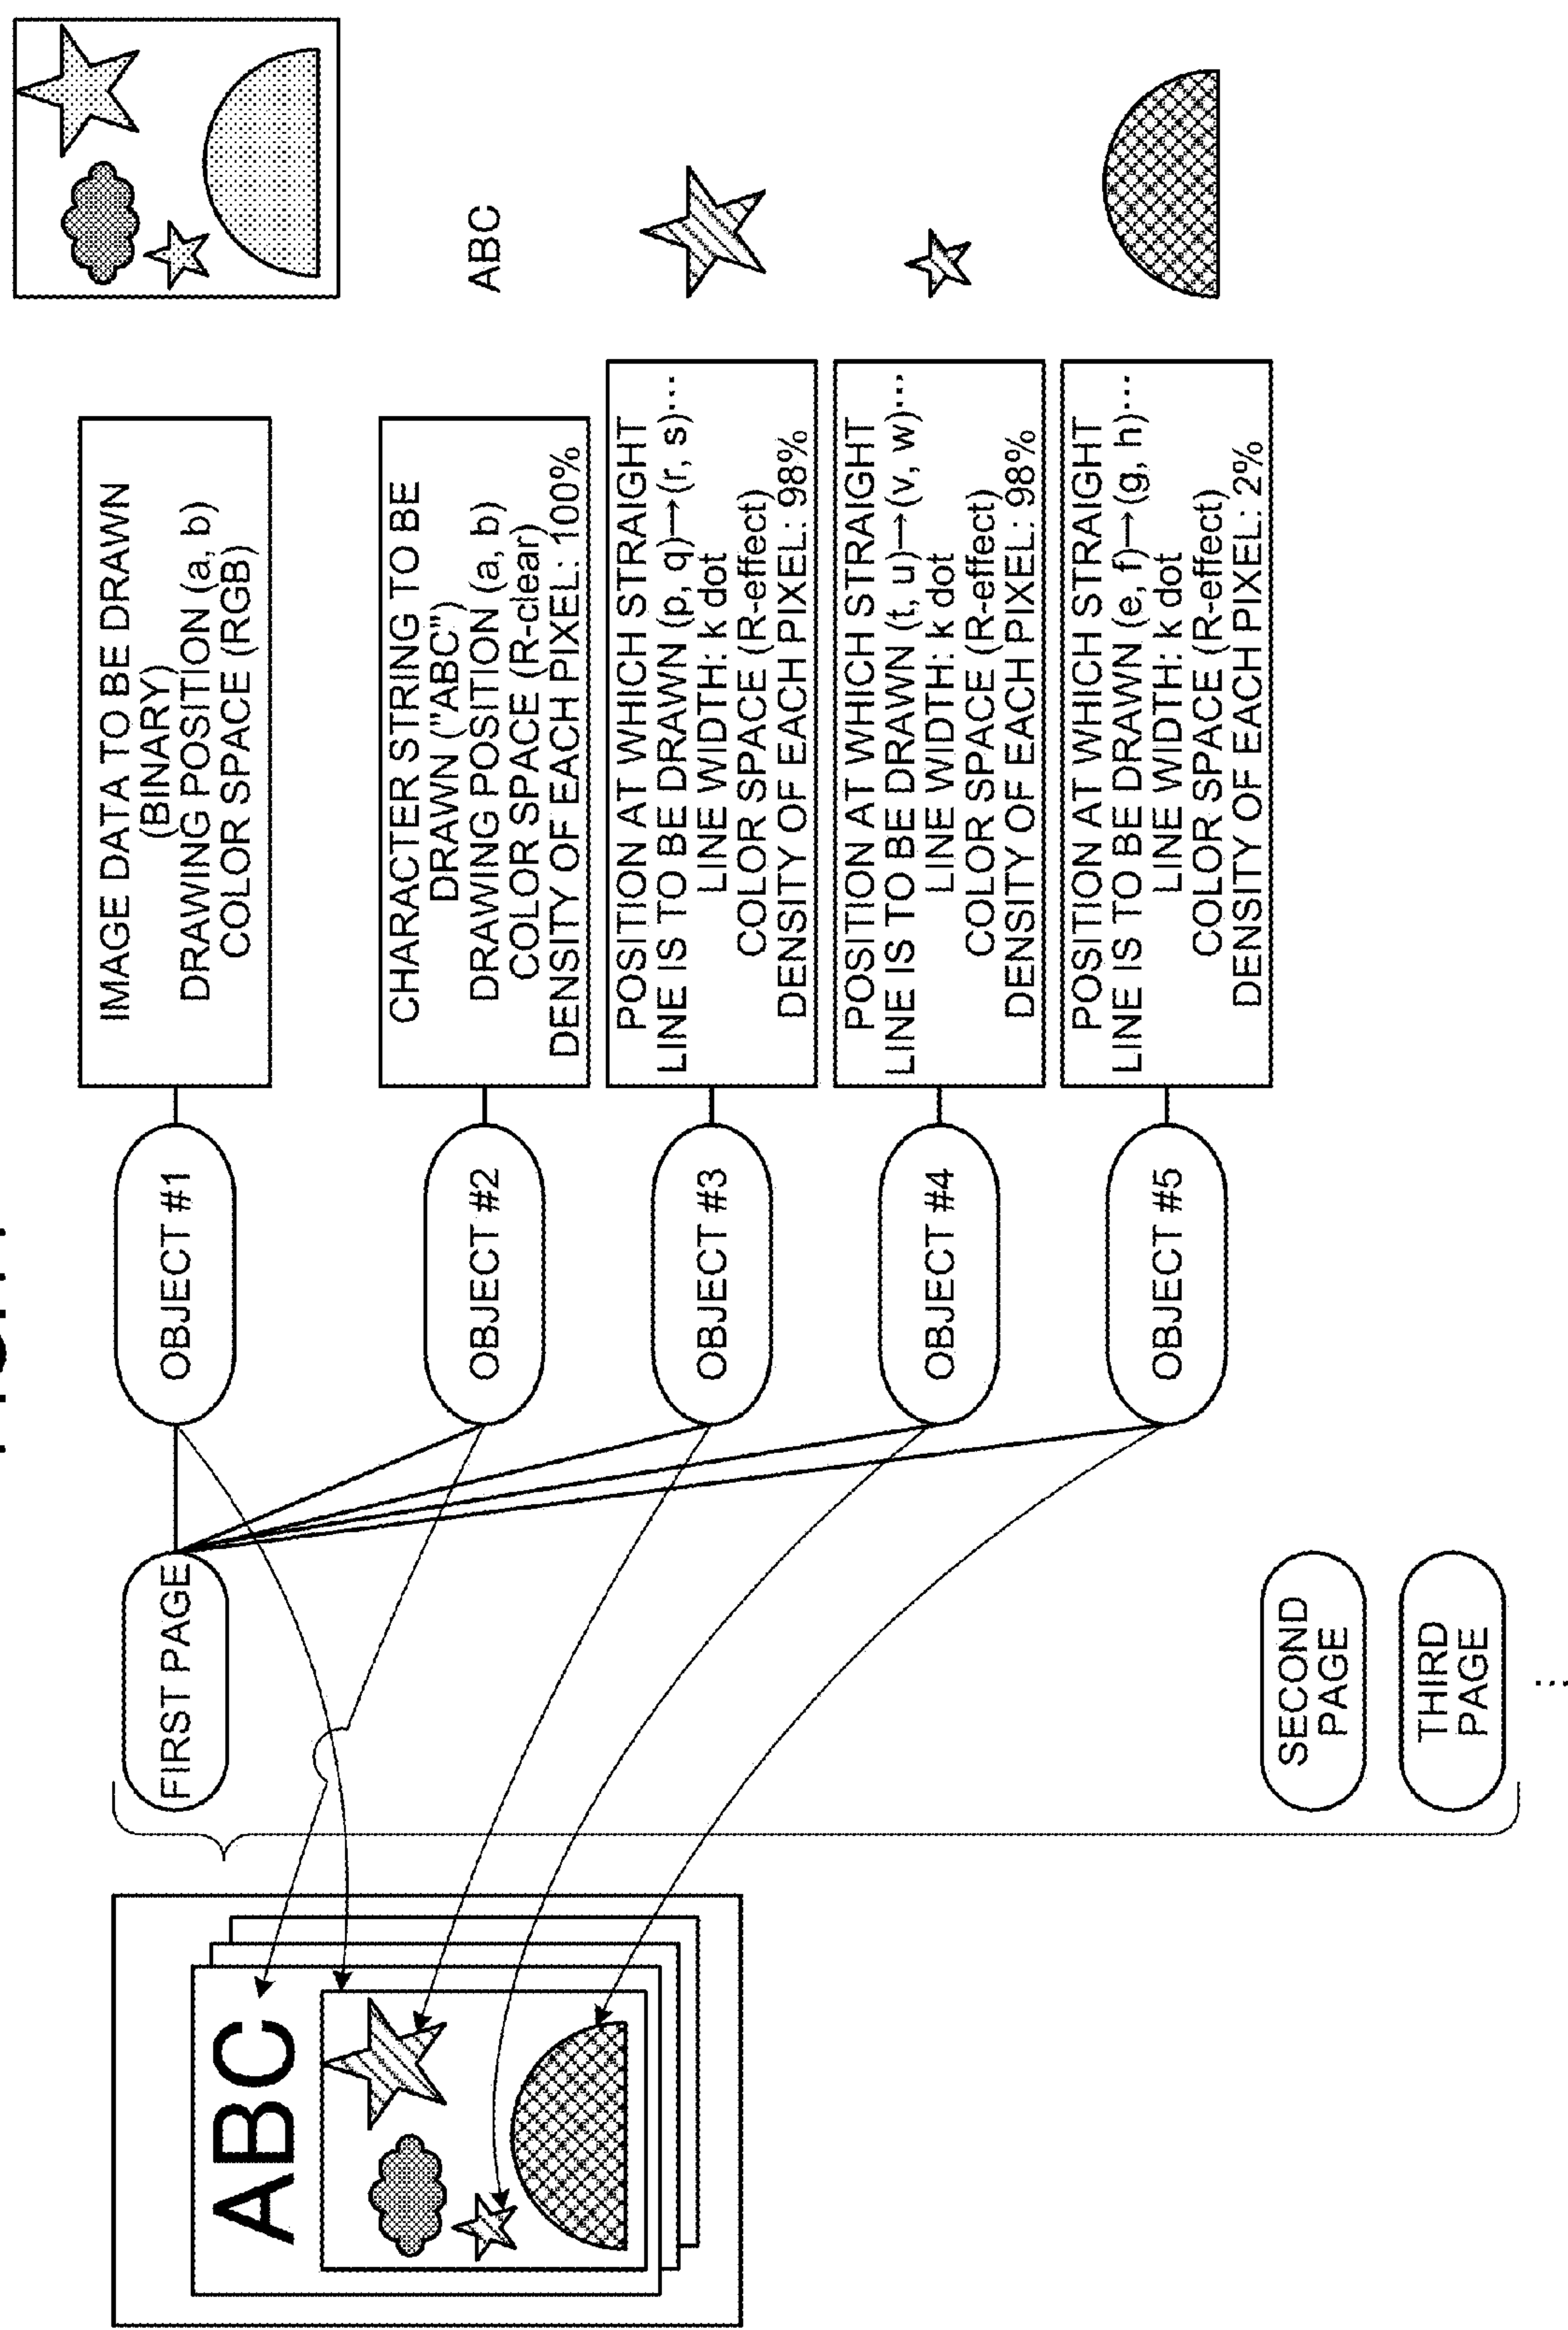 ABC
FIRST PAGE
SECOND
PAGE
THIRD
PAGE
...
OBJECT #1
IMAGE DATA TO BE DRAWN
(BINARY)
DRAWING POSITION (a, b)
COLOR SPACE (RGB)
OBJECT #2
CHARACTER STRING TO BE
DRAWN ("ABC")
DRAWING POSITION (a, b)
COLOR SPACE (R-clear)
DENSITY OF EACH PIXEL: 100%
ABC
OBJECT #3
POSITION AT WHICH STRAIGHT
LINE IS TO BE DRAWN (p, q)→(r, s)...
LINE WIDTH: k dot
COLOR SPACE (R-effect)
DENSITY OF EACH PIXEL: 98%
OBJECT #4
POSITION AT WHICH STRAIGHT
LINE IS TO BE DRAWN (t, u)→(v, w)...
LINE WIDTH: k dot
COLOR SPACE (R-effect)
DENSITY OF EACH PIXEL: 98%
OBJECT #5
POSITION AT WHICH STRAIGHT
LINE IS TO BE DRAWN (e, f)→(g, h)...
LINE WIDTH: k dot
COLOR SPACE (R-effect)
DENSITY OF EACH PIXEL: 2%